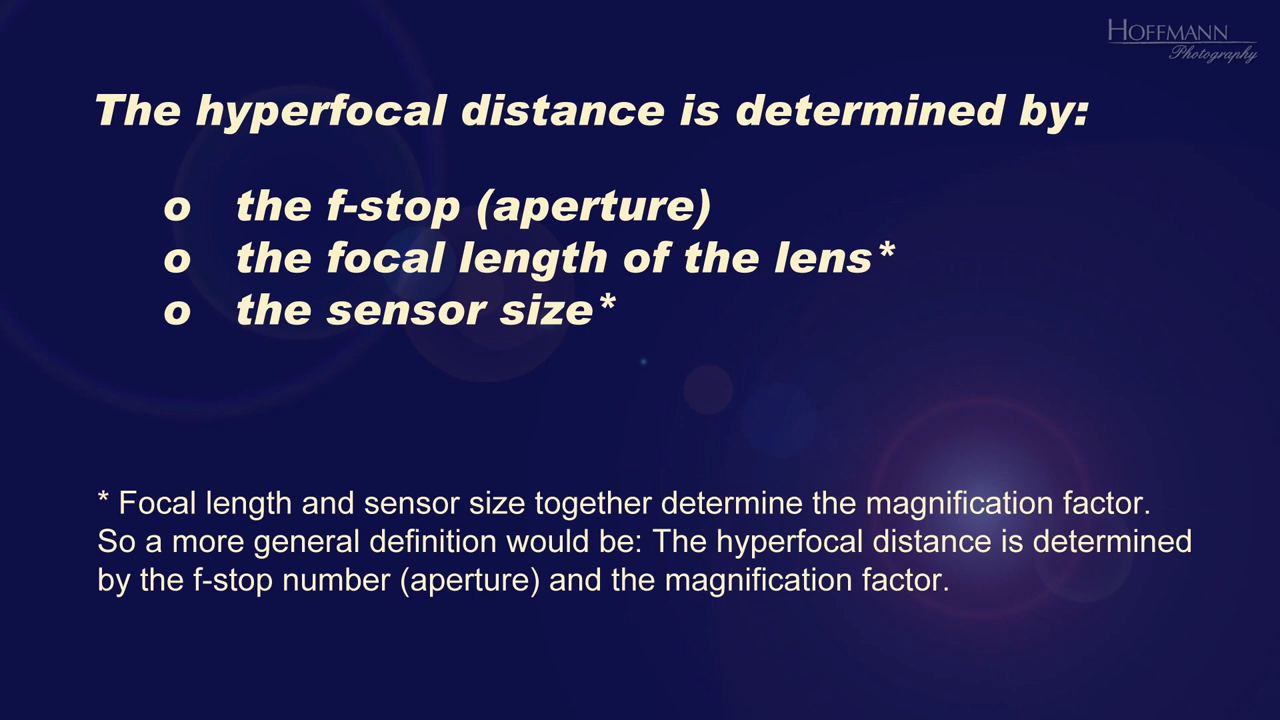 HOFFMANN
Photography
The hyperfocal distance is determined by:
o the f-stop (aperture)
o the focal length of the lens*
o the sensor size*
* Focal length and sensor size together determine the magnification factor.
So a more general definition would be: The hyperfocal distance is determined
by the f-stop number (aperture) and the magnification factor.